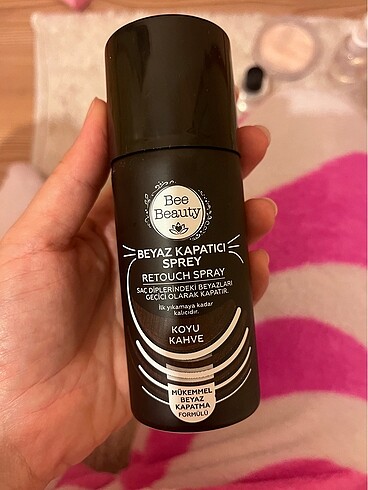 Bee
Beauty
BEYAZ KAPATICI
SPREY
RETOUCH SPRAY
SAÇ DİPLERİNDEKİ BEYAZLARI
GEÇİCİ OLARAK KAPATIR.
İlk yıkamaya kadar
kalıcıdır.
KOYU
KAHVE
MÜKEMMEL
BEYAZ
KAPATMA
FORMÜLÜ